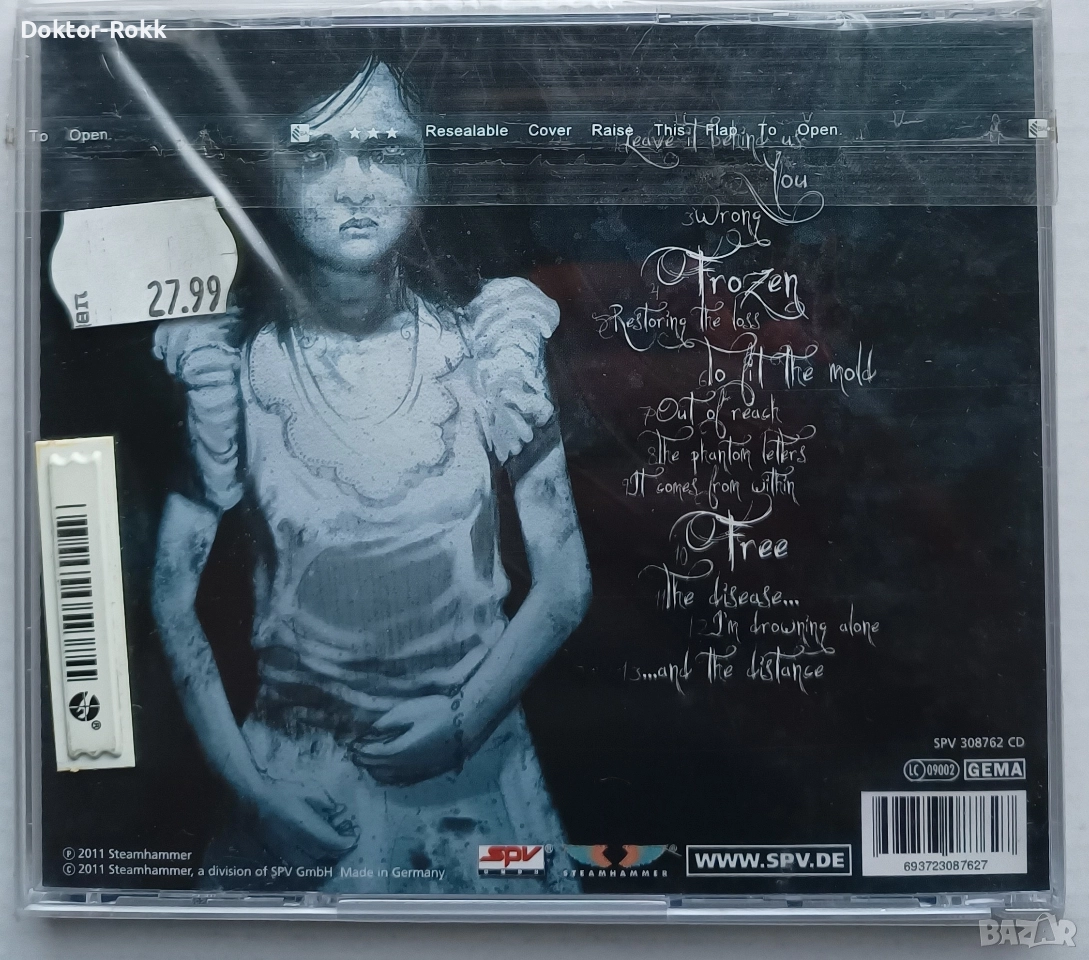 Doktor-Rokk
To Open.
★★★ Resealable Cover Raise This Flap To Open.
Leave it behind us
You
3 Wrong
4 Frozen
Restoring the loss
6 To fit the mold
7 Out of reach
8 The phantom letters
9 It comes from within
10 Free
11 The disease...
12 I'm drowning alone
13 ...and the distance
27.99
SPV 308762 CD
LC 09002 GEMA
℗ 2011 Steamhammer
© 2011 Steamhammer, a division of SPV GmbH Made in Germany
SPV®
STEAMHAMMER®
WWW.SPV.DE
693723087627
BAZAR